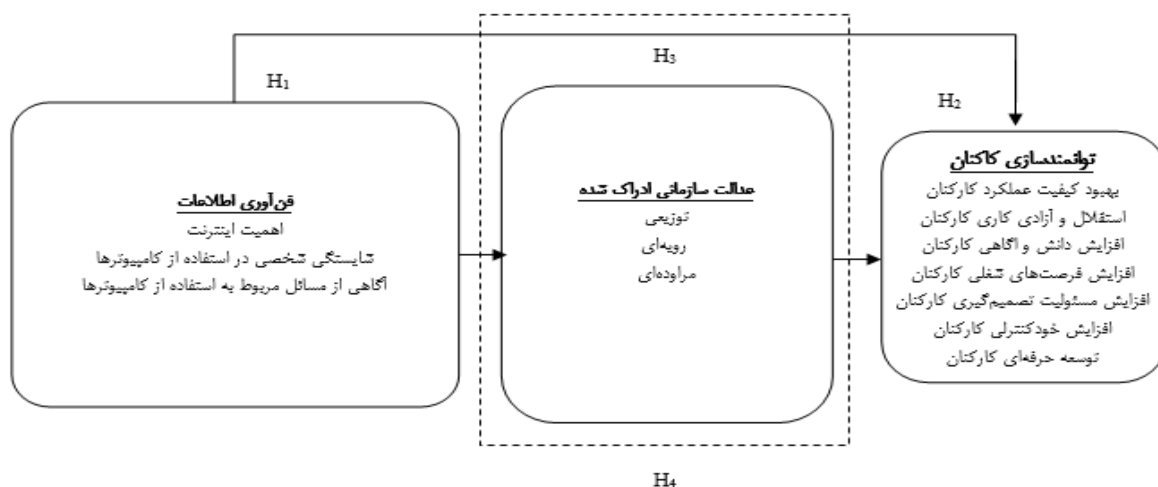 H₁
H₃
H₂
فن‌آوری اطلاعات
اهمیت اینترنت
شایستگی شخصی در استفاده از کامپیوترها
آگاهی از مسائل مربوط به استفاده از کامپیوترها
عدالت سازمانی ادراک شده
توزیعی
رویه‌ای
مراوده‌ای
توانمندسازی کاکنان
بهبود کیفیت عملکرد کارکنان
استقلال و آزادی کاری کارکنان
افزایش دانش و اگاهی کارکنان
افزایش فرصت‌های شغلی کارکنان
افزایش مسئولیت تصمیم‌گیری کارکنان
افزایش خودکنترلی کارکنان
توسعه حرفه‌ای کارکنان
H₄